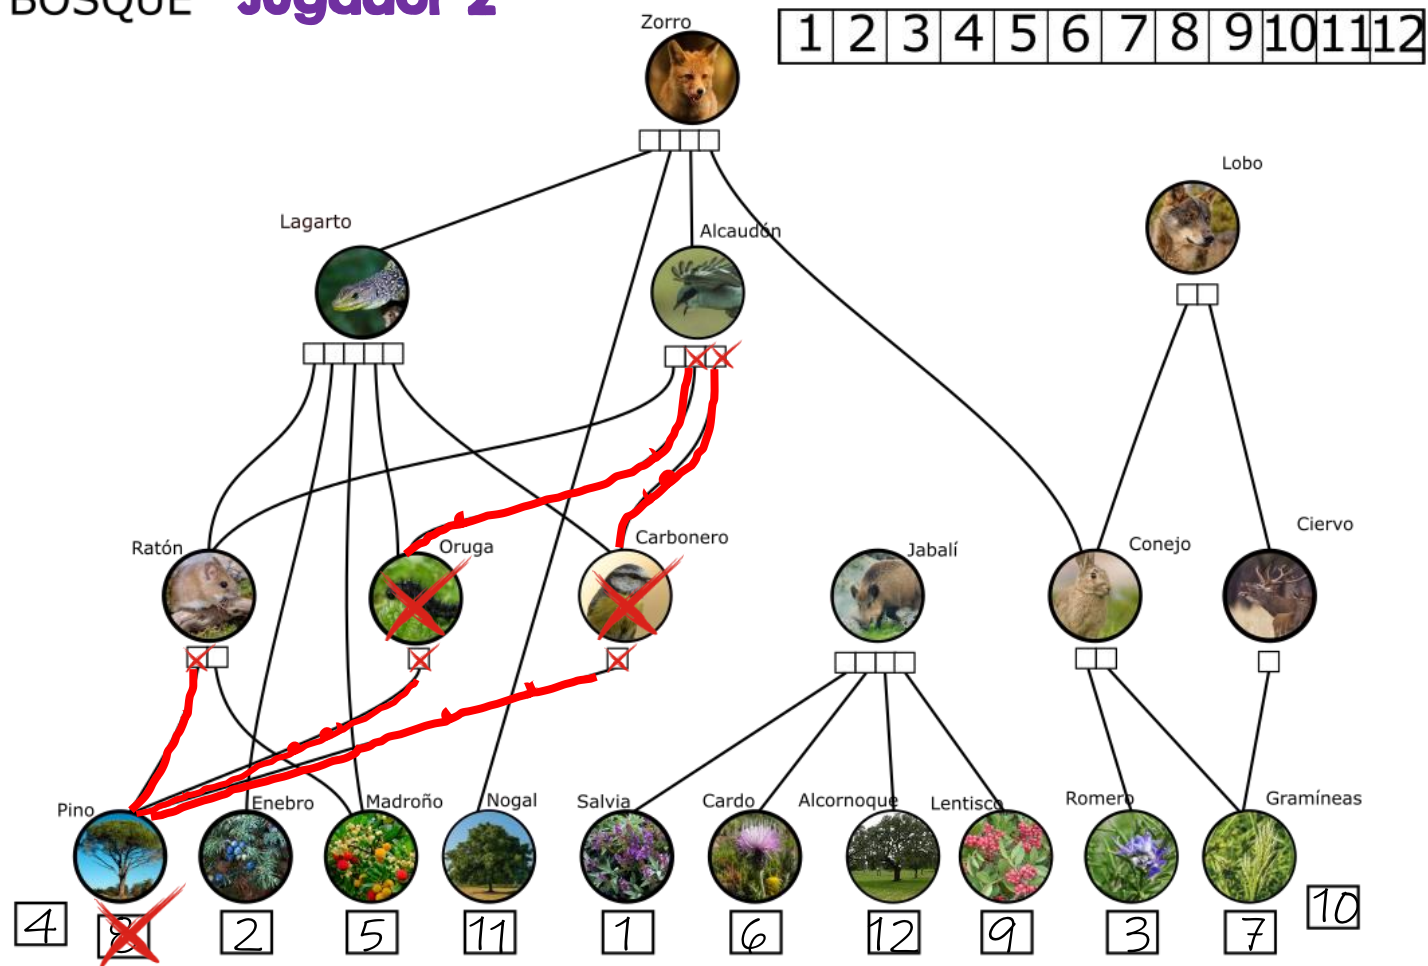 BOSQUE Jugador 2
1 2 3 4 5 6 7 8 9 10 11 12
Zorro
Lobo
Lagarto
Alcaudón
Ratón
Oruga
Carbonero
Jabalí
Conejo
Ciervo
Pino
Enebro
Madroño
Nogal
Salvia
Cardo
Alcornoque
Lentisco
Romero
Gramíneas
4 8 2 5 11 1 6 12 9 3 7 10